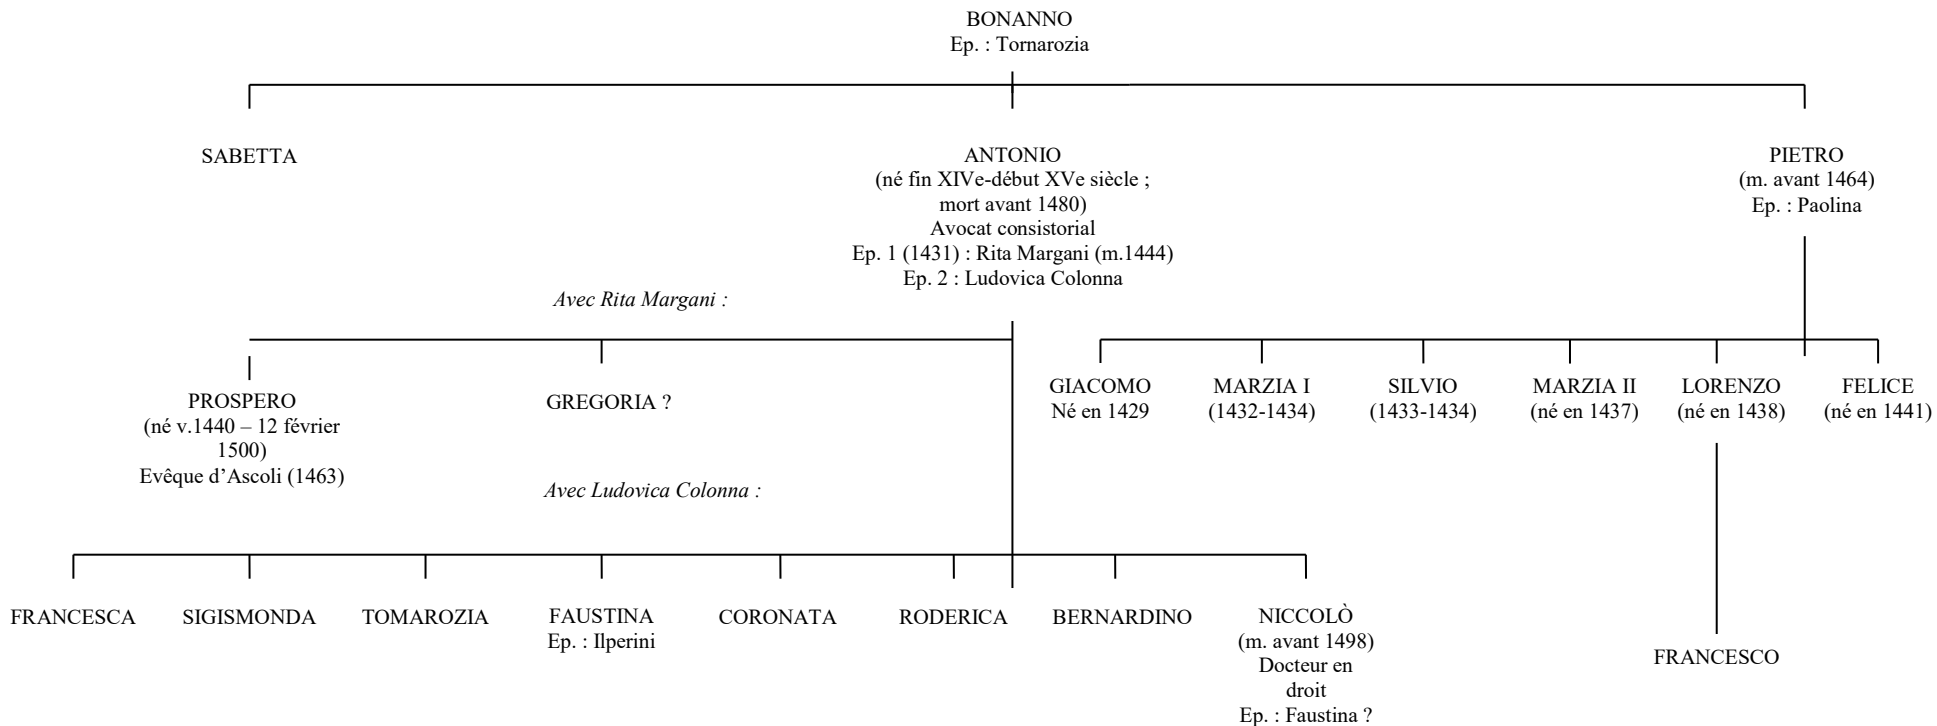 BONANNO
Ep. : Tornarozia
SABETTA
ANTONIO
(né fin XIVe-début XVe siècle ;
mort avant 1480)
Avocat consistorial
Ep. 1 (1431) : Rita Margani (m.1444)
Ep. 2 : Ludovica Colonna
PIETRO
(m. avant 1464)
Ep. : Paolina
Avec Rita Margani :
PROSPERO
(né v.1440 – 12 février
1500)
Evêque d’Ascoli (1463)
GREGORIA ?
GIACOMO
Né en 1429
MARZIA I
(1432-1434)
SILVIO
(1433-1434)
MARZIA II
(né en 1437)
LORENZO
(né en 1438)
FELICE
(né en 1441)
Avec Ludovica Colonna :
FRANCESCA
SIGISMONDA
TOMAROZIA
FAUSTINA
Ep. : Ilperini
CORONATA
RODERICA
BERNARDINO
NICCOLÒ
(m. avant 1498)
Docteur en
droit
Ep. : Faustina ?
FRANCESCO